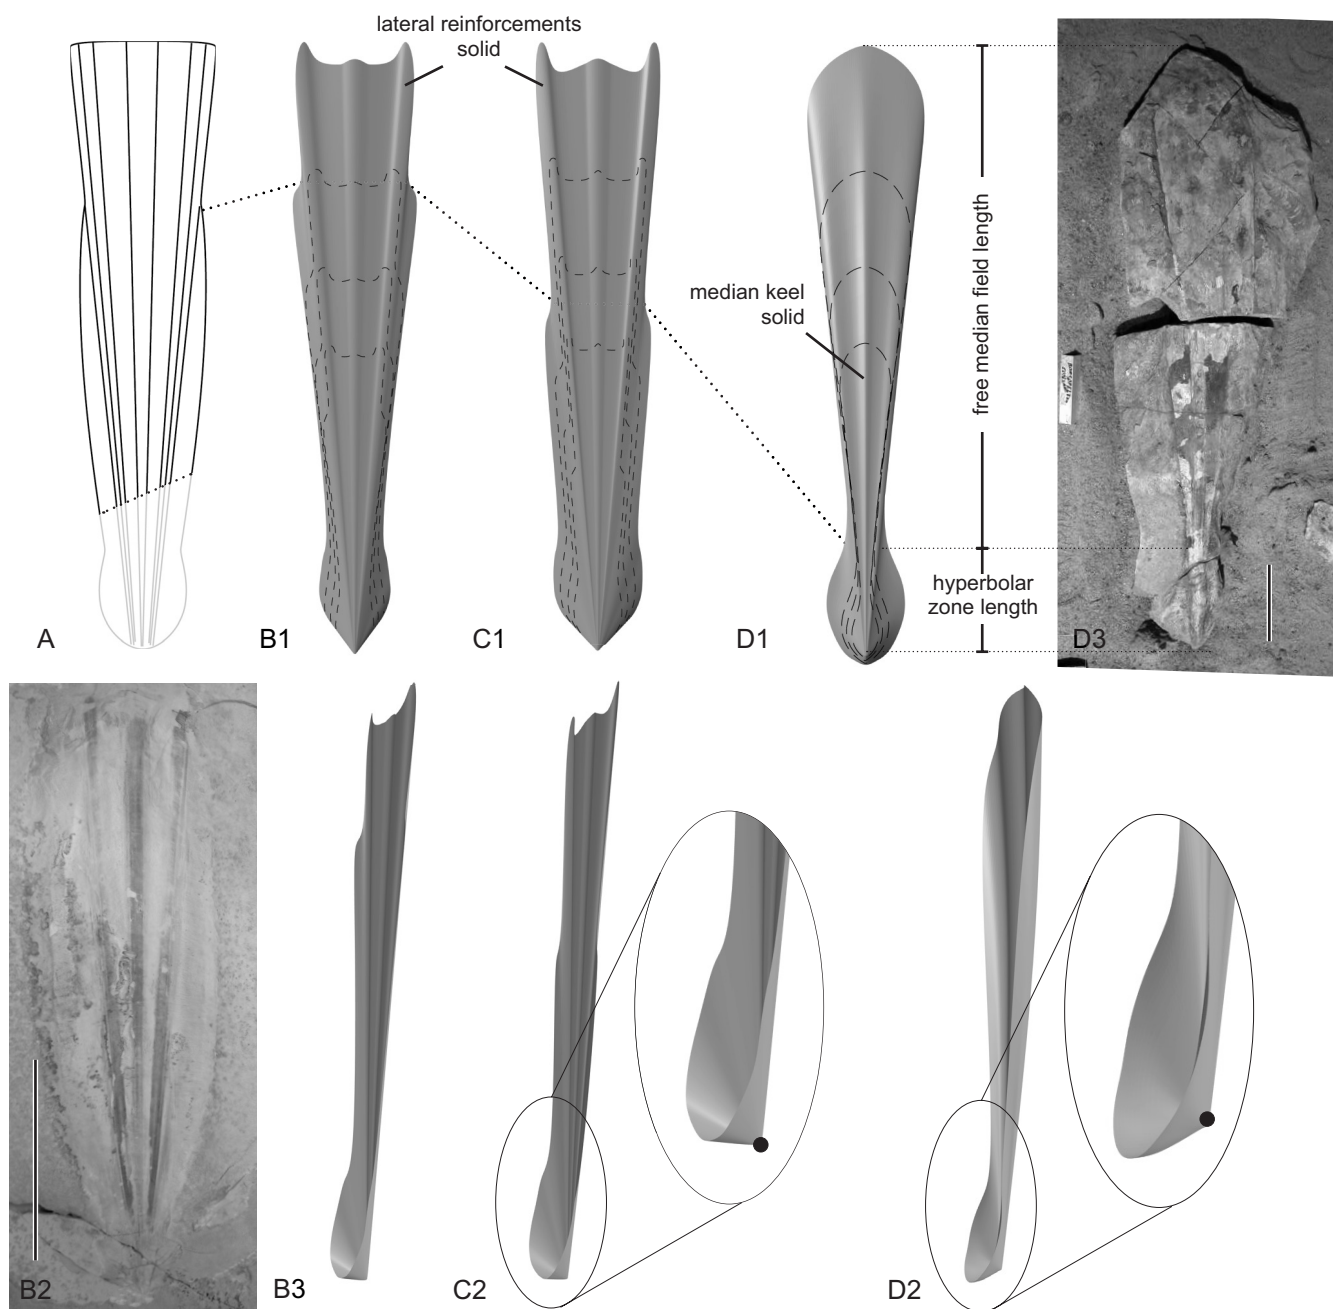 lateral reinforcements
solid
median keel
solid
free median field length
hyperbolar
zone length
A
B1
C1
D1
D3
B2
B3
C2
D2